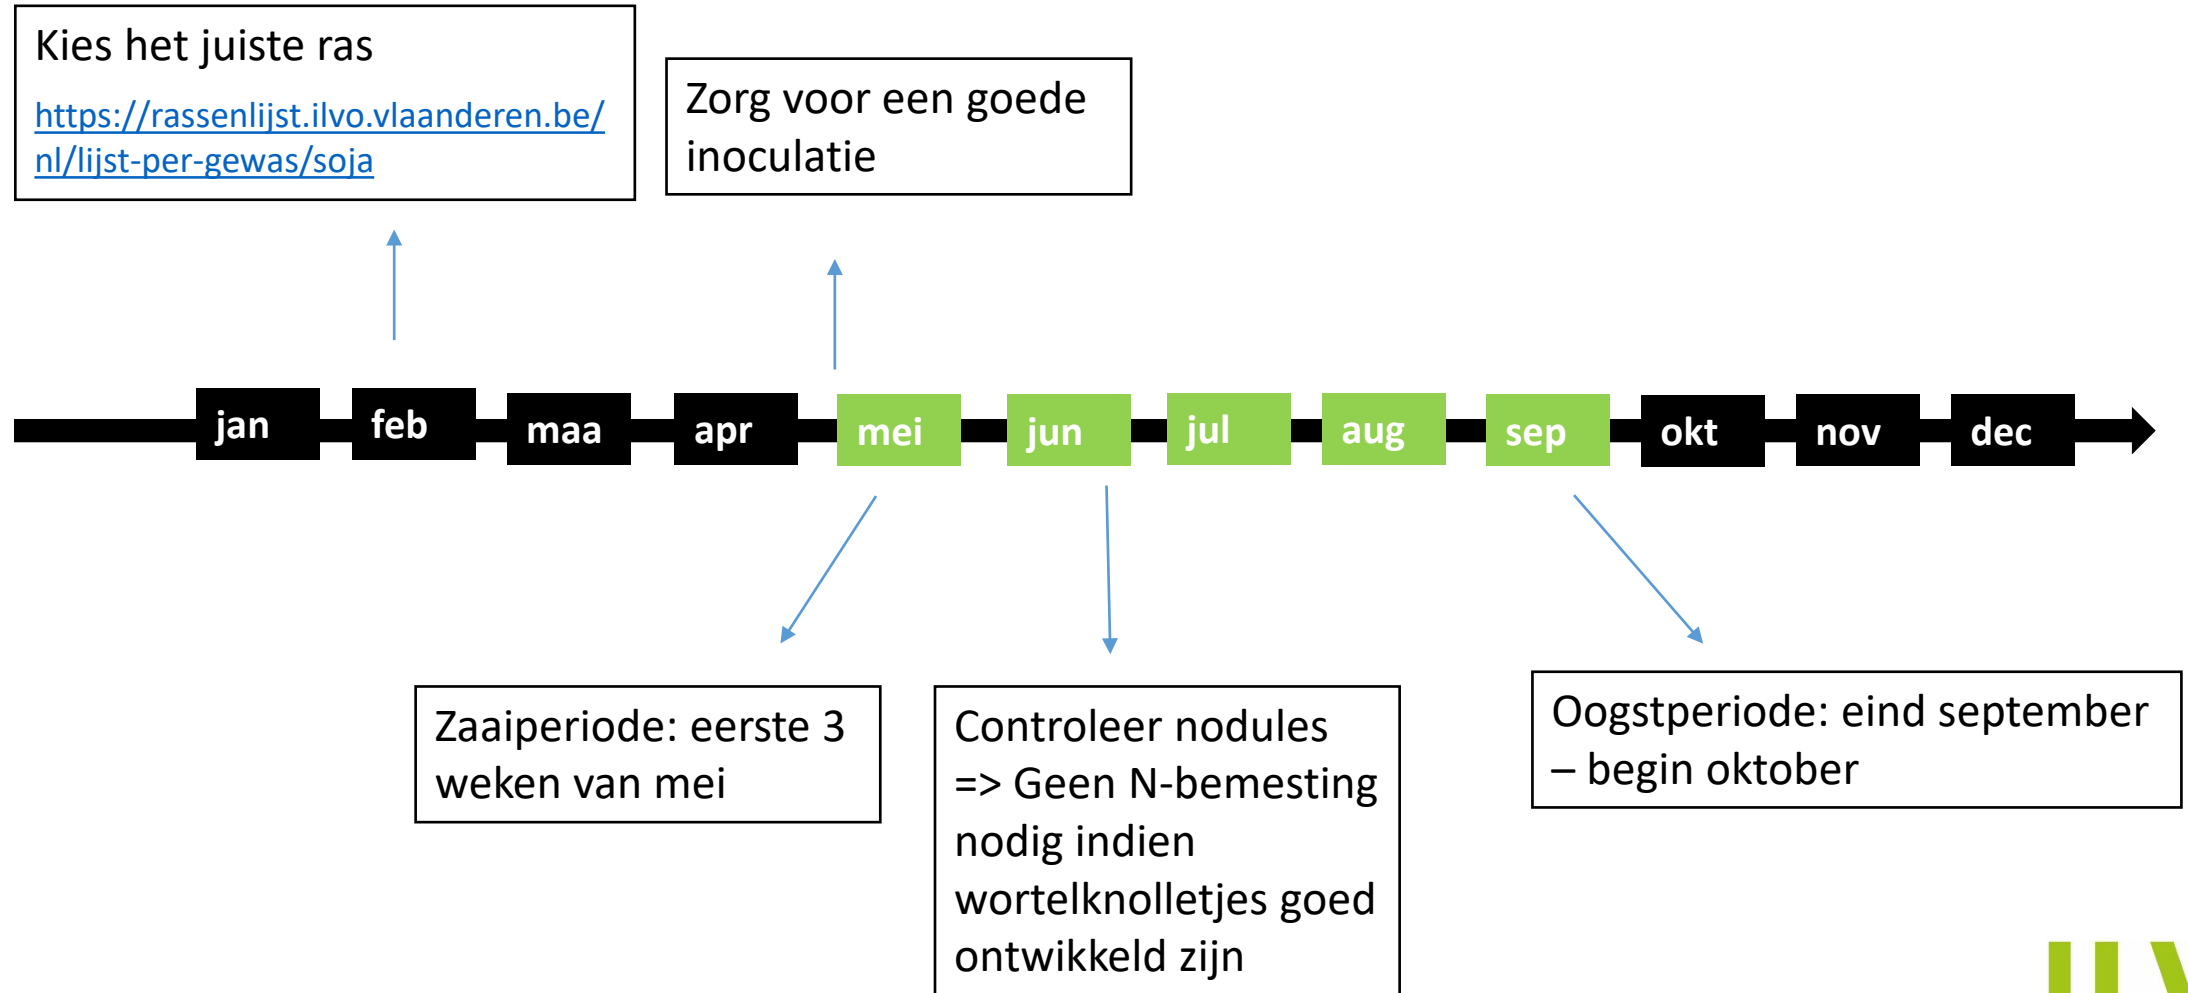 Kies het juiste ras
https://rassenlijst.ilvo.vlaanderen.be/
nl/lijst-per-gewas/soja
Zorg voor een goede
inoculatie
jan feb maa apr mei jun jul aug sep okt nov dec
Zaaiperiode: eerste 3
weken van mei
Controleer nodules
=> Geen N-bemesting
nodig indien
wortelknolletjes goed
ontwikkeld zijn
Oogstperiode: eind september
– begin oktober